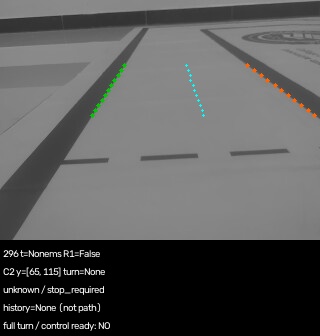 296 t=Nonems R1=False
C2 y=[65, 115] turn=None
unknown / stop_required
history=None (not path)
full turn / control ready: NO